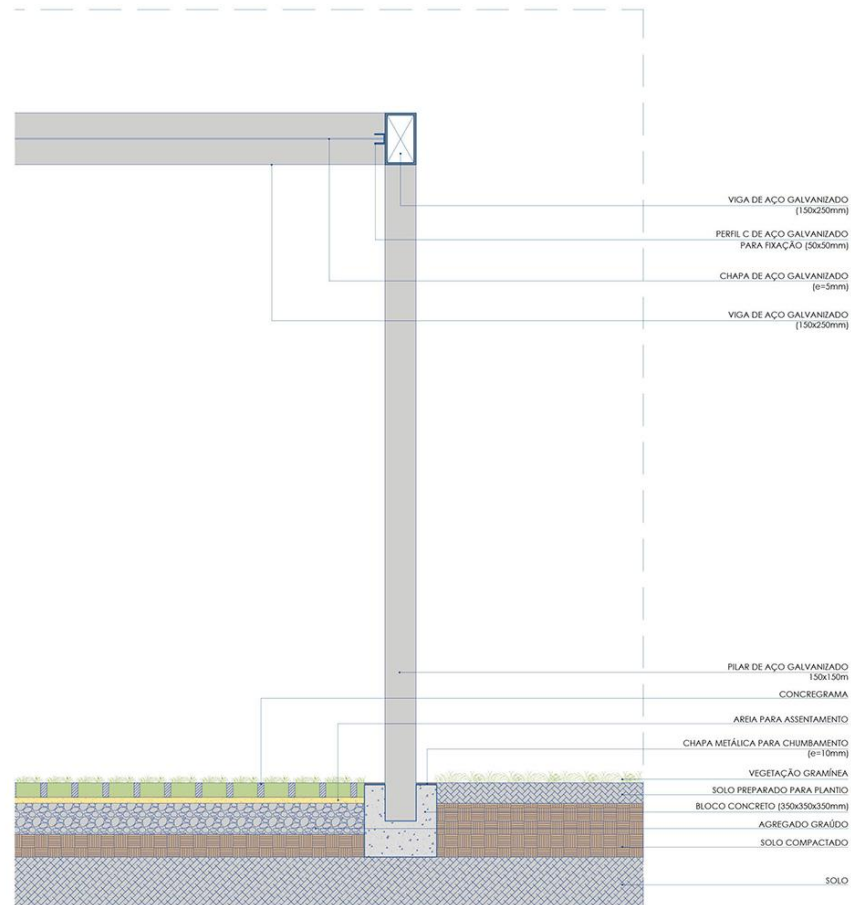 VIGA DE AÇO GALVANIZADO
(150x250mm)
PERFIL C DE AÇO GALVANIZADO
PARA FIXAÇÃO (50x50mm)
CHAPA DE AÇO GALVANIZADO
(e=5mm)
VIGA DE AÇO GALVANIZADO
(150x250mm)
PILAR DE AÇO GALVANIZADO
150x150m
CONCREGRAMA
AREIA PARA ASSENTAMENTO
CHAPA METÁLICA PARA CHUMBAMENTO
(e=10mm)
VEGETAÇÃO GRAMÍNEA
SOLO PREPARADO PARA PLANTIO
BLOCO CONCRETO (350x350x350mm)
AGREGADO GRAÚDO
SOLO COMPACTADO
SOLO